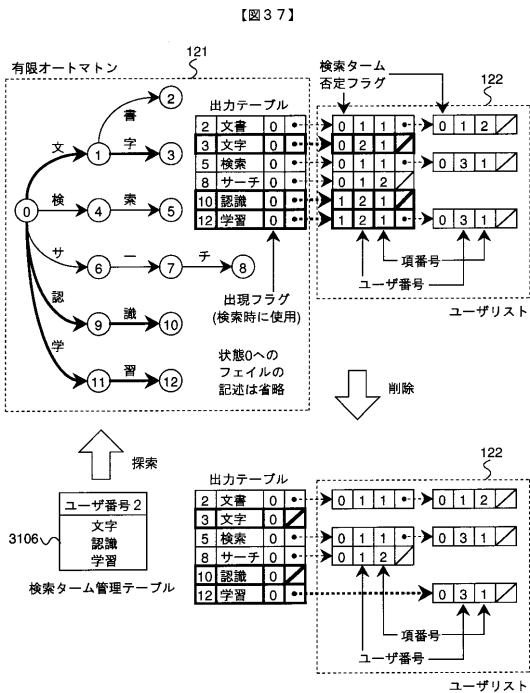 【図37】
有限オートマトン
121
検索ターム
否定フラグ
122
出力テーブル
書
2
文
1
字
3
0
検
4
索
5
サ
6
ー
7
チ
8
認
9
識
10
学
11
習
12
2 文書 0
3 文字 0
5 検索 0
8 サーチ 0
10 認識 0
12 学習 0
0 1 1
0 1 2
0 2 1
0 1 1
0 3 1
0 1 2
1 2 1
1 2 1
0 3 1
項番号
ユーザ番号
ユーザリスト
出現フラグ
(検索時に使用)
状態0への
フェイルの
記述は省略
削除
探索
3106
ユーザ番号2
文字
認識
学習
検索ターム管理テーブル
出力テーブル
122
2 文書 0
3 文字 0
5 検索 0
8 サーチ 0
10 認識 0
12 学習 0
0 1 1
0 1 2
0 1 1
0 3 1
0 1 2
0 3 1
項番号
ユーザ番号
ユーザリスト